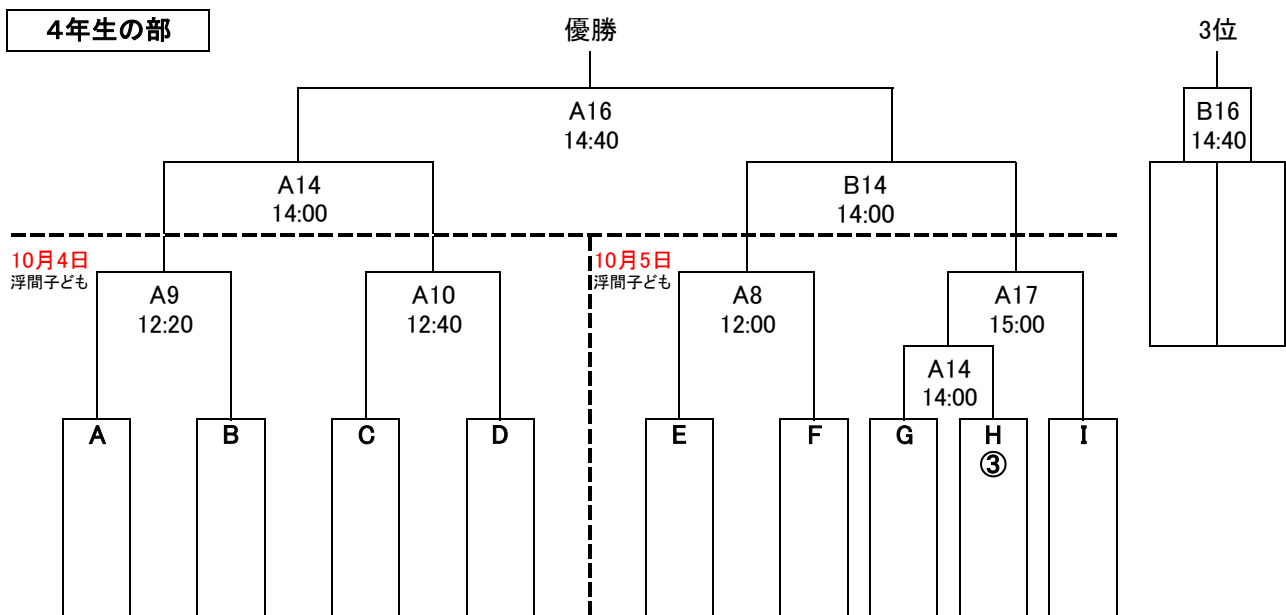 4年生の部
優勝
3位
A16
14:40
B16
14:40
A14
14:00
B14
14:00
10月4日
浮間子ども
10月5日
浮間子ども
A9
12:20
A10
12:40
A8
12:00
A17
15:00
A14
14:00
A
B
C
D
E
F
G
H
I
③